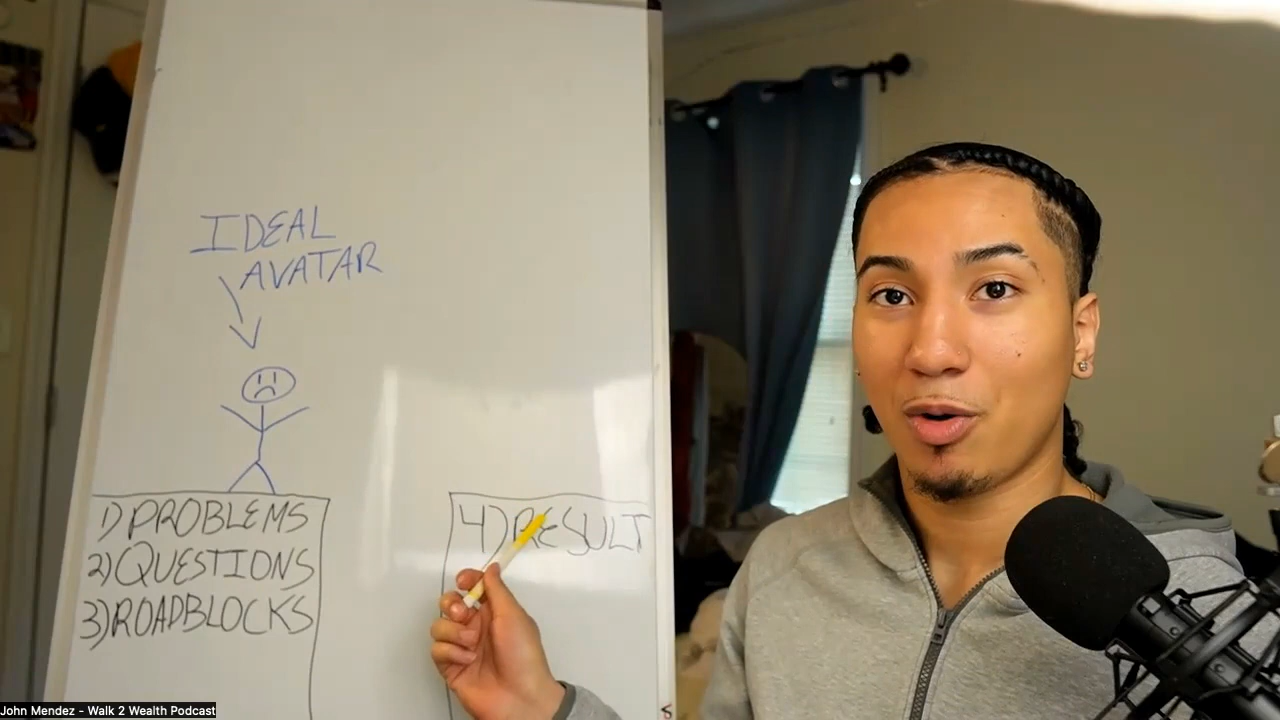 IDEAL
AVATAR
1) PROBLEMS
2) QUESTIONS
3) ROADBLOCKS
4) RESULT
John Mendez - Walk 2 Wealth Podcast